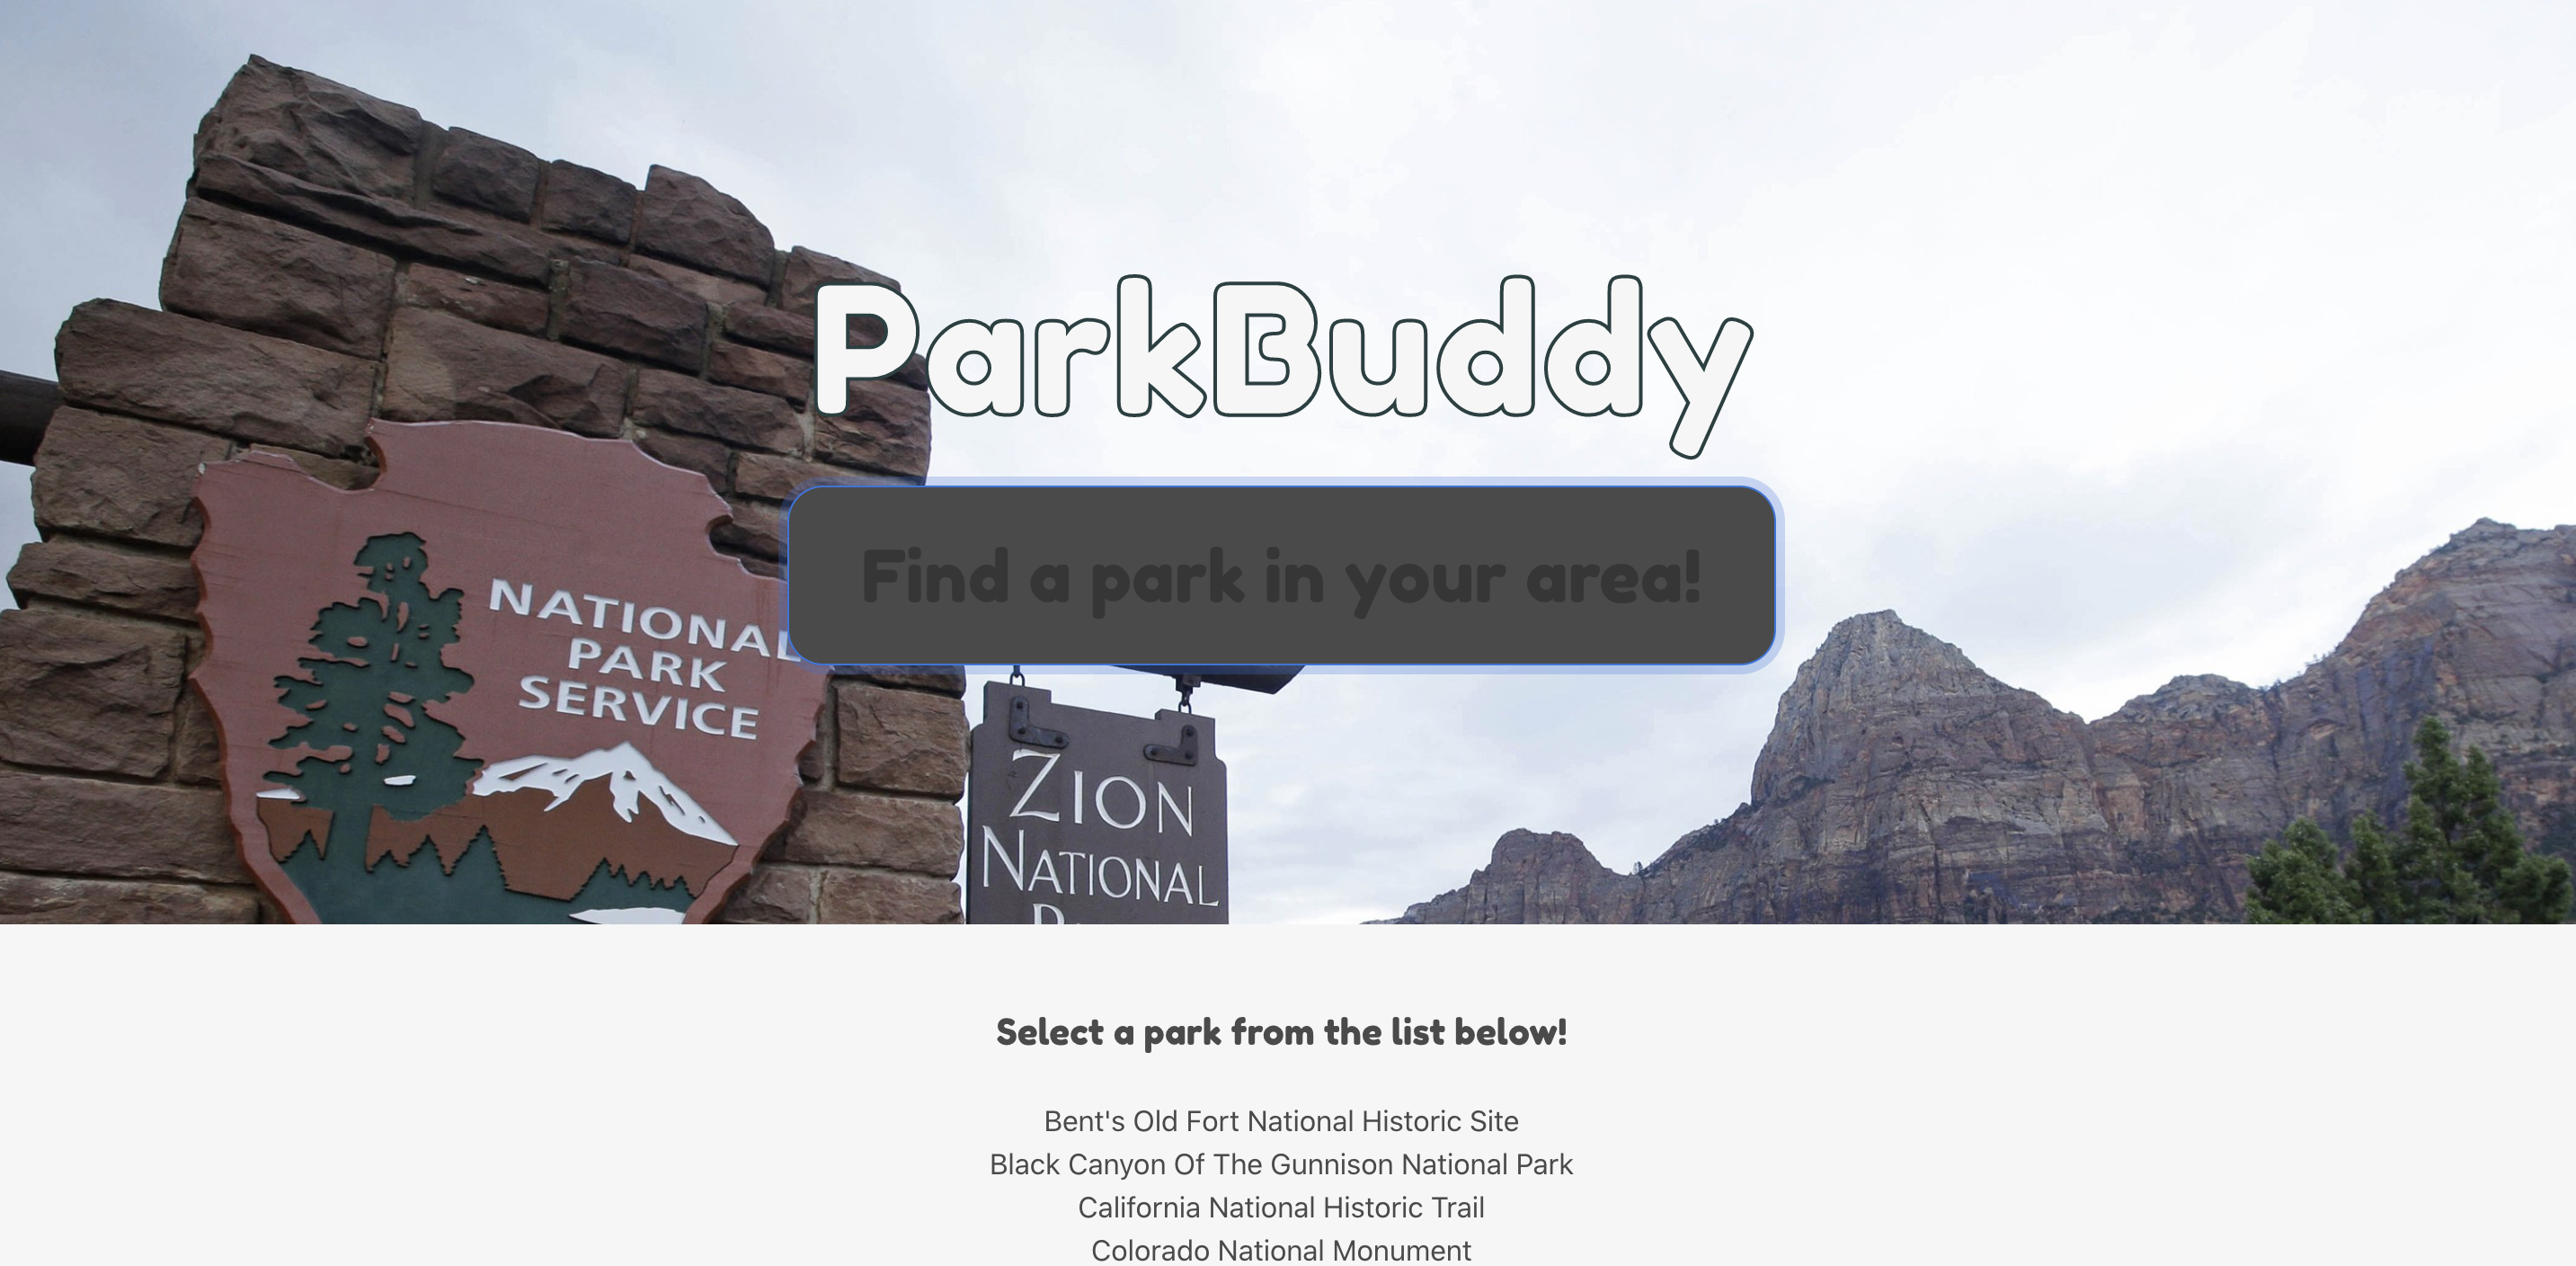 ParkBuddy
Find a park in your area!
NATIONAL
PARK
SERVICE
ZION
NATIONAL
Select a park from the list below!
Bent's Old Fort National Historic Site
Black Canyon Of The Gunnison National Park
California National Historic Trail
Colorado National Monument